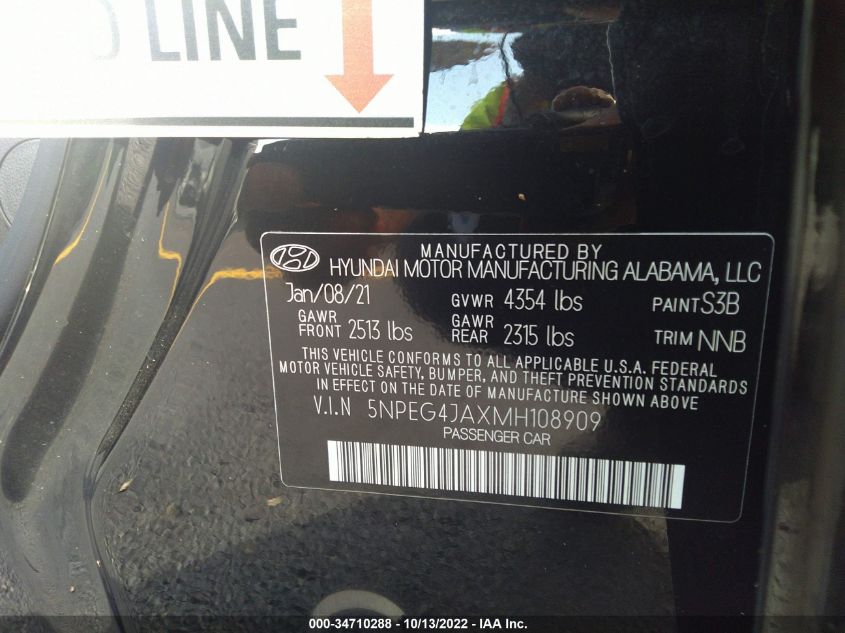 LINE
MANUFACTURED BY
HYUNDAI MOTOR MANUFACTURING ALABAMA, LLC
Jan/08/21 GVWR 4354 lbs PAINT S3B
GAWR FRONT 2513 lbs GAWR REAR 2315 lbs TRIM NNB
THIS VEHICLE CONFORMS TO ALL APPLICABLE U.S.A. FEDERAL
MOTOR VEHICLE SAFETY, BUMPER, AND THEFT PREVENTION STANDARDS
IN EFFECT ON THE DATE OF MANUFACTURE SHOWN ABOVE
V.I.N 5NPEG4JAXMH108909
PASSENGER CAR
000-34710288 - 10/13/2022 - IAA Inc.